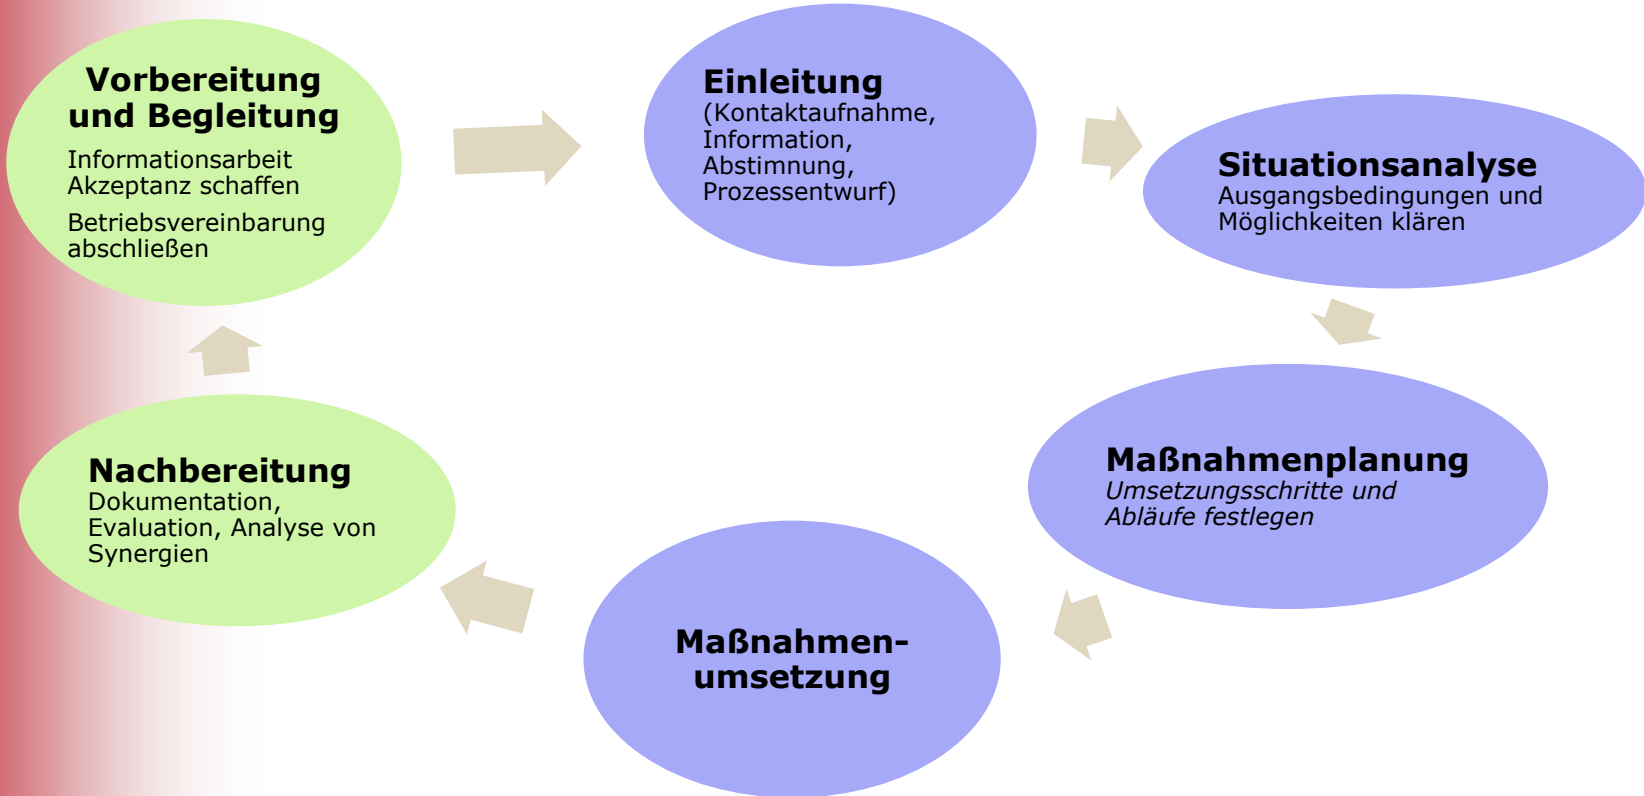 Vorbereitung
und Begleitung
Informationsarbeit
Akzeptanz schaffen
Betriebsvereinbarung
abschließen
Einleitung
(Kontaktaufnahme,
Information,
Abstimnung,
Prozessentwurf)
Situationsanalyse
Ausgangsbedingungen und
Möglichkeiten klären
Maßnahmenplanung
Umsetzungsschritte und
Abläufe festlegen
Maßnahmen-
umsetzung
Nachbereitung
Dokumentation,
Evaluation, Analyse von
Synergien